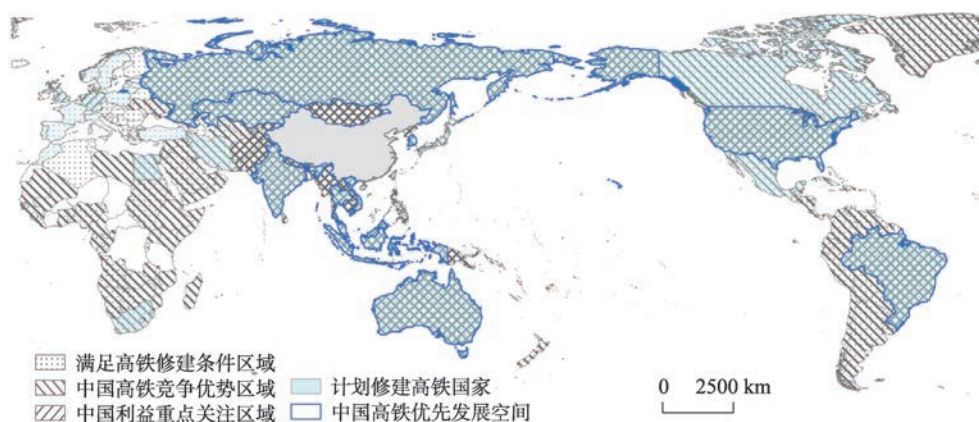 满足高铁修建条件区域
中国高铁竞争优势区域
中国利益重点关注区域
计划修建高铁国家
中国高铁优先发展空间
0 2500 km